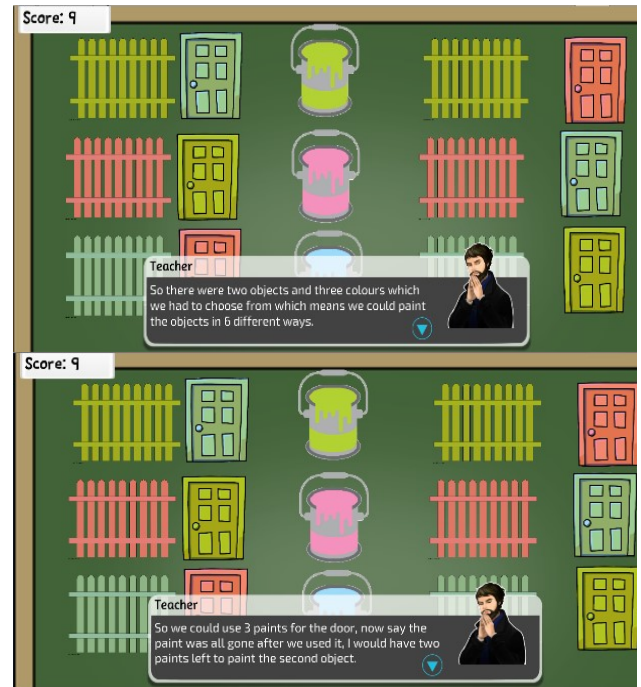 Score: 9
Teacher
So there were two objects and three colours which
we had to choose from which means we could paint
the objects in 6 different ways.
Score: 9
Teacher
So we could use 3 paints for the door, now say the
paint was all gone after we used it, I would have two
paints left to paint the second object.